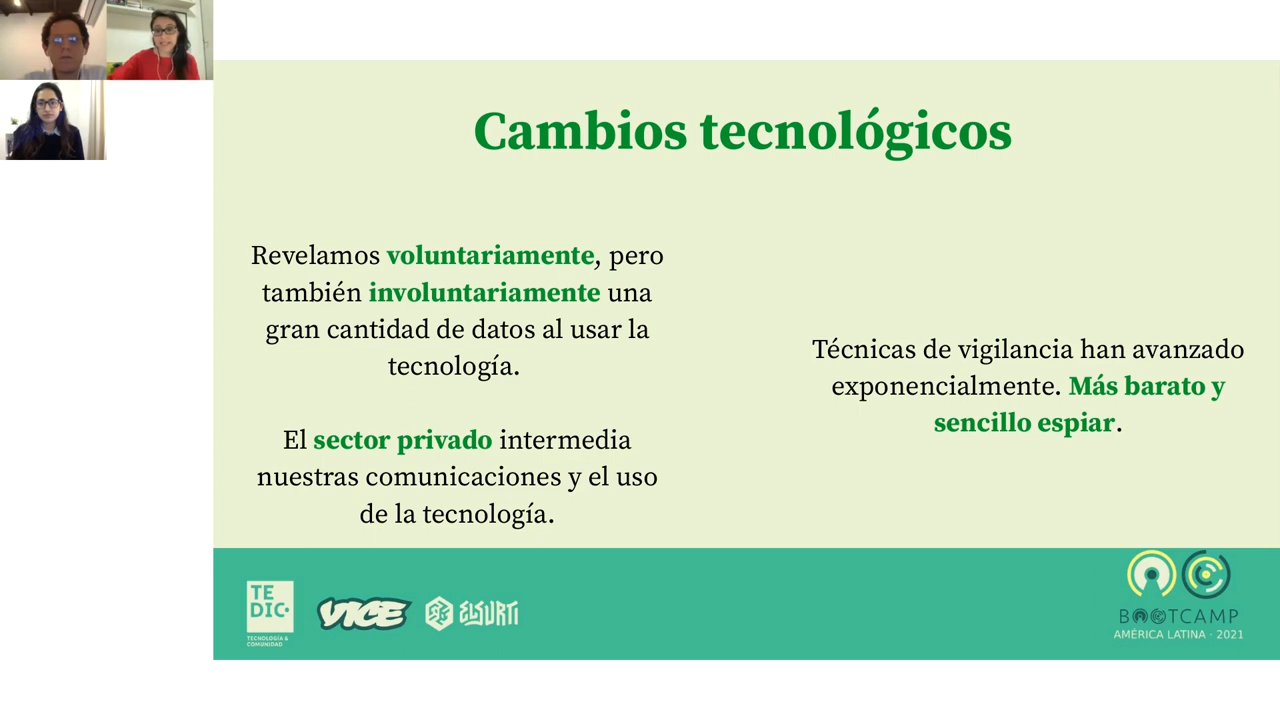 Cambios tecnológicos
Revelamos voluntariamente, pero
también involuntariamente una
gran cantidad de datos al usar la
tecnología.
El sector privado intermedia
nuestras comunicaciones y el uso
de la tecnología.
Técnicas de vigilancia han avanzado
exponencialmente. Más barato y
sencillo espiar.
TE
DIC
TECNOLOGÍA &
COMUNIDAD
VICE
ELSURTI
BOOTCAMP
AMÉRICA LATINA · 2021